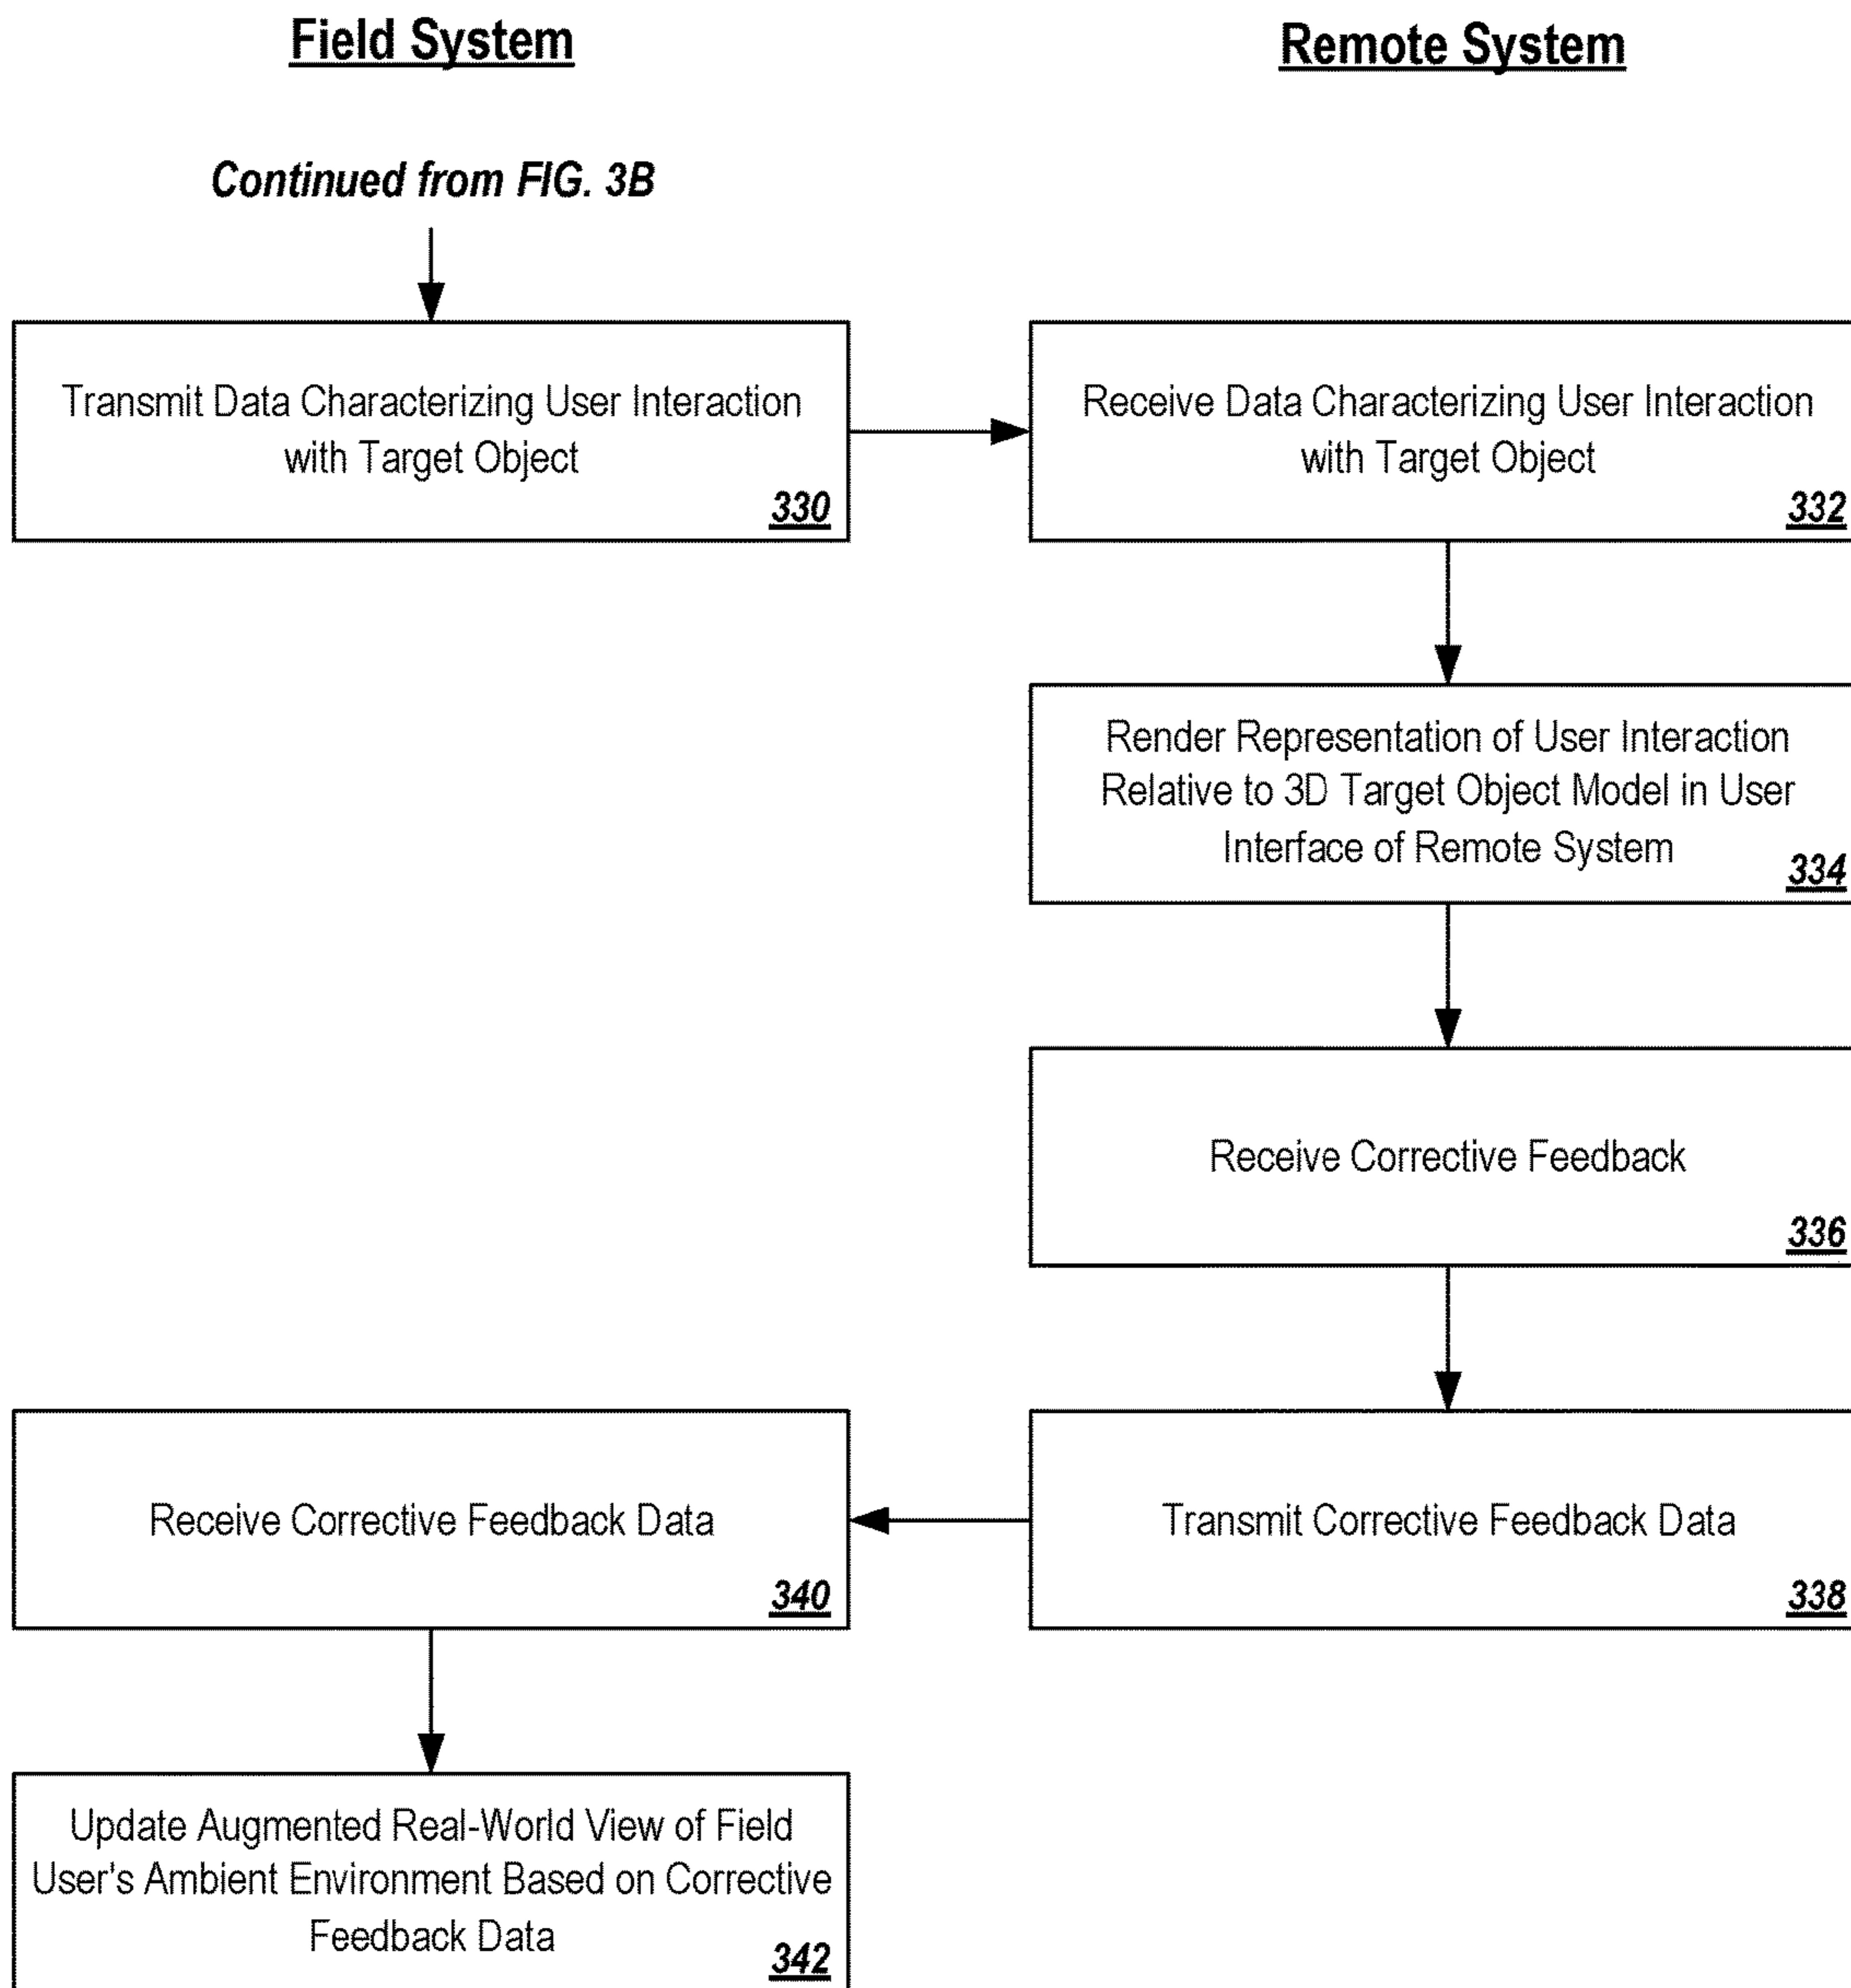 Field System
Remote System
Continued from FIG. 3B
Transmit Data Characterizing User Interaction
with Target Object
330
Receive Data Characterizing User Interaction
with Target Object
332
Render Representation of User Interaction
Relative to 3D Target Object Model in User
Interface of Remote System
334
Receive Corrective Feedback
336
Transmit Corrective Feedback Data
338
Receive Corrective Feedback Data
340
Update Augmented Real-World View of Field
User's Ambient Environment Based on Corrective
Feedback Data
342